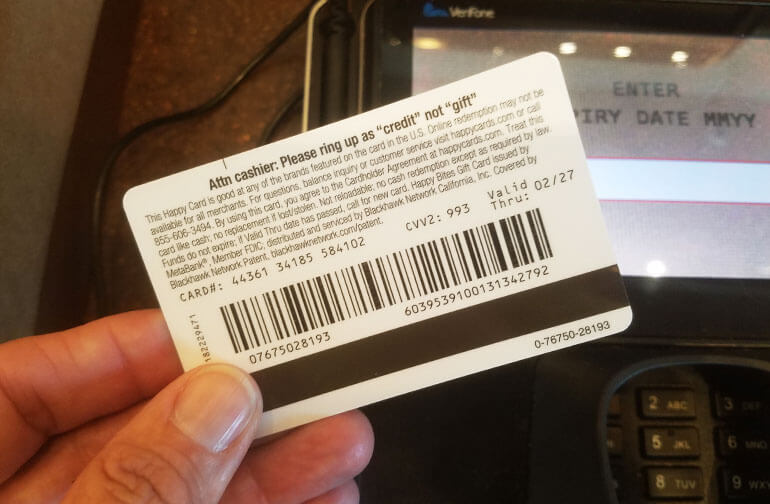 VeriFone
ENTER
PIRY DATE MMYY
Attn cashier: Please ring up as “credit” not “gift”
This Happy Card is good at any of the brands featured on the card in the U.S. Online redemption may not be
available for all merchants. For questions, balance inquiry or customer service visit happycards.com or call
855-606-3494. By using this card, you agree to the Cardholder Agreement at happycards.com. Treat this
card like cash; no replacement if lost/stolen. Not reloadable; no cash redemption except as required by law.
Funds do not expire; if Valid Thru date has passed, call for new card. Happy Bites Gift Card issued by
MetaBank® Member FDIC; distributed and serviced by Blackhawk Network California, Inc. Covered by
Blackhawk Network Patent, blackhawknetwork.com/patent.
CARD#: 44361 34185 584102
CVV2: 993
Valid
Thru: 02/27
07675028193
6039539100131342792
0-76750-28193
2 ABC
3 DEF
5 JKL
6 MNO
8 TUV
9 WXY